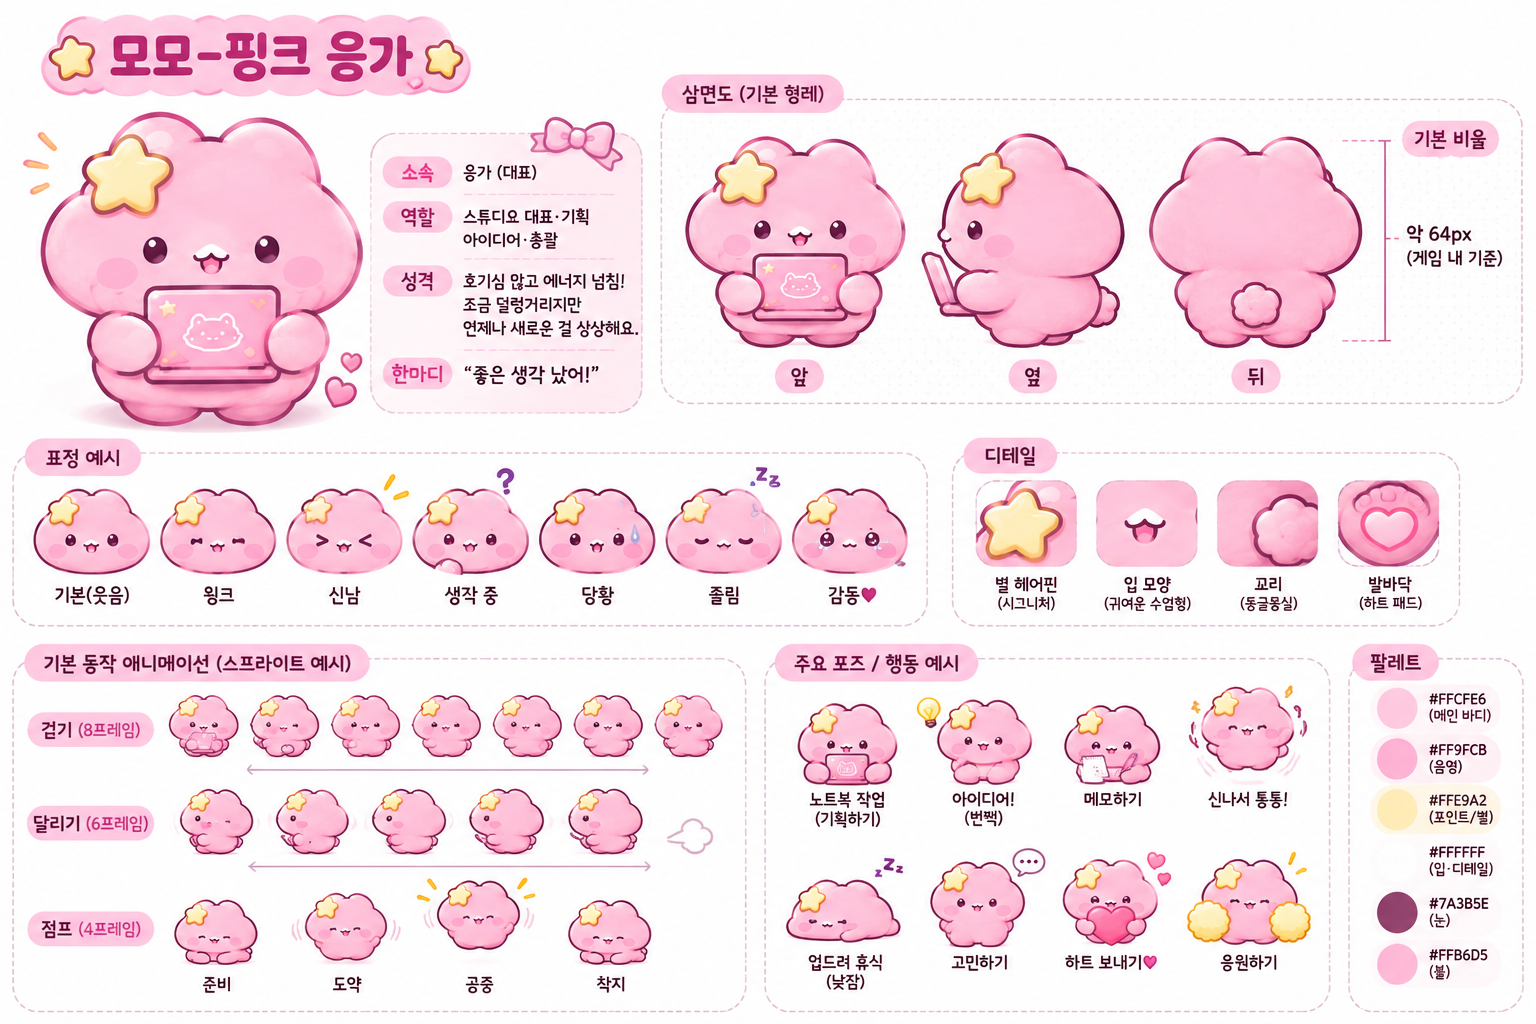 모모-핑크 응가
소속
응가 (대표)
역할
스튜디오 대표·기획
아이디어·총괄
성격
호기심 많고 에너지 넘침!
조금 덜렁거리지만
언제나 새로운 걸 상상해요.
한마디
“좋은 생각 났어!”
삼면도 (기본 형레)
기본 비율
악 64px
(게임 내 기준)
앞
옆
뒤
표정 예시
?
zz
기본(웃음)
윙크
신남
생각 중
당황
졸림
감동♥
디테일
별 헤어핀
(시그니처)
입 모양
(귀여운 수염형)
꼬리
(동글몽실)
발바닥
(하트 패드)
기본 동작 애니메이션 (스프라이트 예시)
걷기 (8프레임)
달리기 (6프레임)
점프 (4프레임)
준비
도약
공중
착지
주요 포즈 / 행동 예시
노트북 작업
(기획하기)
아이디어!
(번쩍)
메모하기
신나서 통통!
zzz
업드려 휴식
(낮잠)
고민하기
하트 보내기♥
응원하기
팔레트
#FFCFE6
(메인 바디)
#FF9FCB
(음영)
#FFE9A2
(포인트/별)
#FFFFFF
(입·디테일)
#7A3B5E
(눈)
#FFB6D5
(볼)